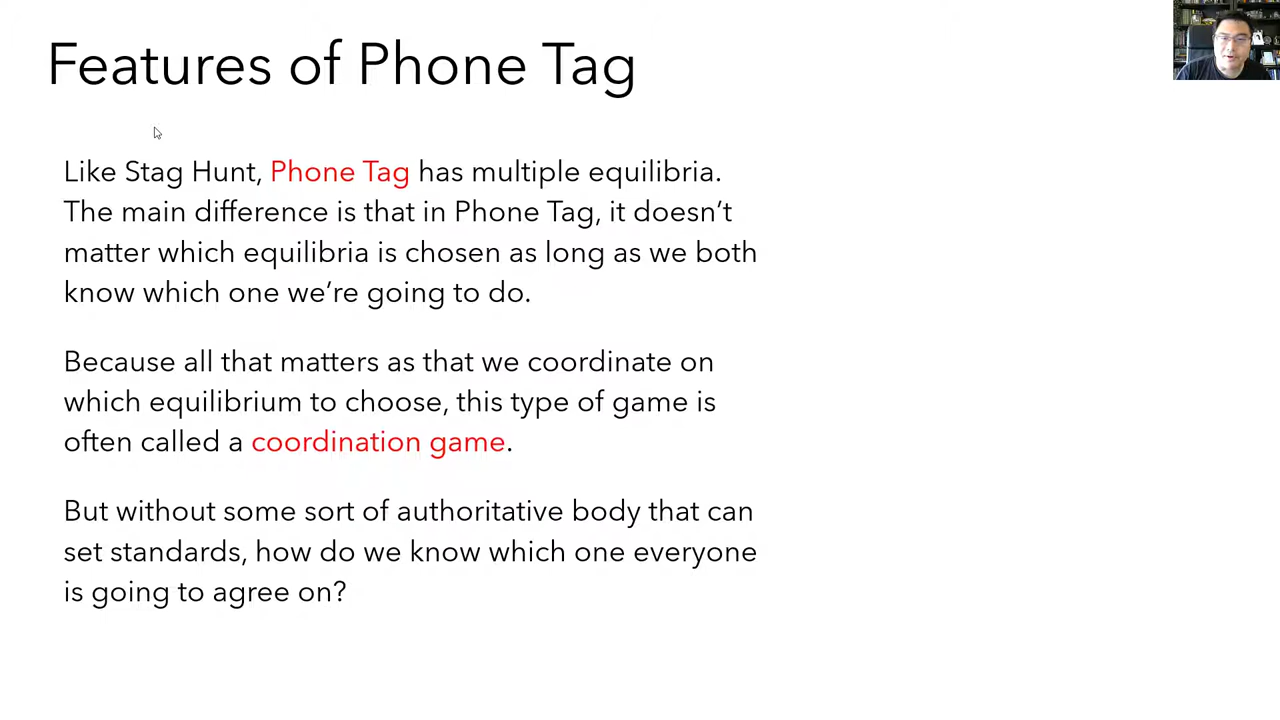 Features of Phone Tag
Like Stag Hunt, Phone Tag has multiple equilibria.
The main difference is that in Phone Tag, it doesn’t
matter which equilibria is chosen as long as we both
know which one we’re going to do.
Because all that matters as that we coordinate on
which equilibrium to choose, this type of game is
often called a coordination game.
But without some sort of authoritative body that can
set standards, how do we know which one everyone
is going to agree on?